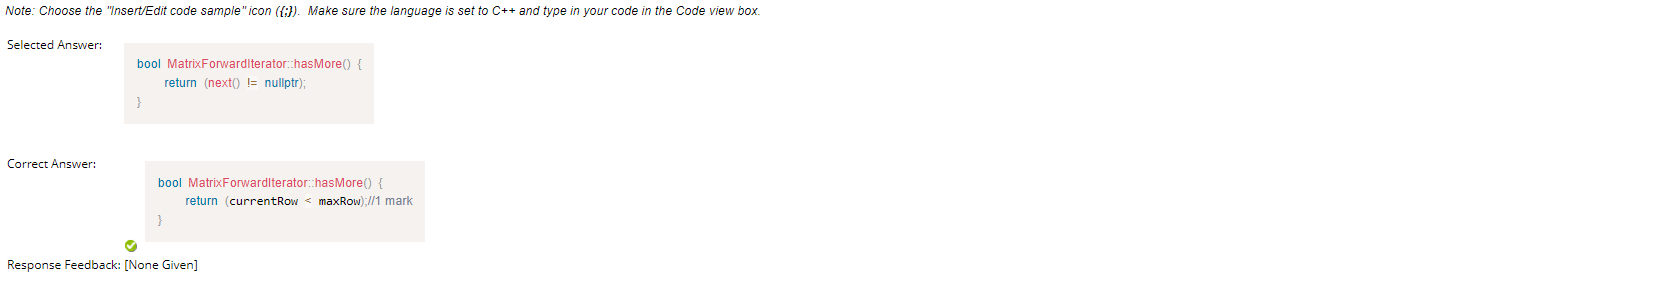 Note: Choose the "Insert/Edit code sample" icon ({;}). Make sure the language is set to C++ and type in your code in the Code view box.
Selected Answer:
bool MatrixForwardIterator::hasMore() {
return (next() != nullptr);
}
Correct Answer:
bool MatrixForwardIterator::hasMore() {
return (currentRow < maxRow);//1 mark
}
Response Feedback: [None Given]